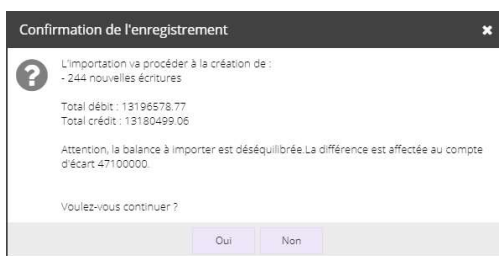 Confirmation de l'enregistrement
L'importation va procéder à la création de :
- 244 nouvelles écritures
Total débit : 13196578.77
Total crédit : 13180499.06
Attention, la balance à importer est déséquilibrée.La différence est affectée au compte
d'écart 47100000.
Voulez-vous continuer ?
Oui Non